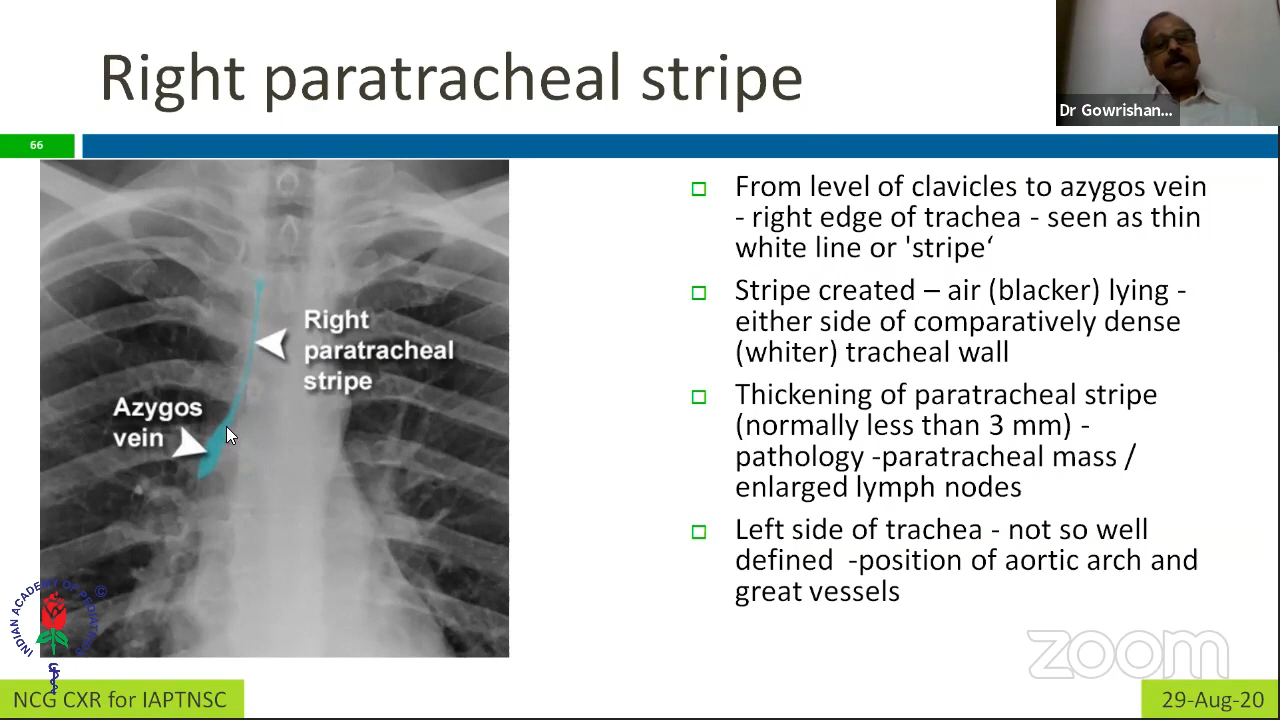 Right paratracheal stripe
Dr Gowrishan...
66
Right
paratracheal
stripe
Azygos
vein
□ From level of clavicles to azygos vein
- right edge of trachea - seen as thin
white line or 'stripe‘
□ Stripe created – air (blacker) lying -
either side of comparatively dense
(whiter) tracheal wall
□ Thickening of paratracheal stripe
(normally less than 3 mm) -
pathology -paratracheal mass /
enlarged lymph nodes
□ Left side of trachea - not so well
defined  -position of aortic arch and
great vessels
INDIAN ACADEMY OF PEDIATRICS
©
zoom
NCG CXR for IAPTNSC
29-Aug-20